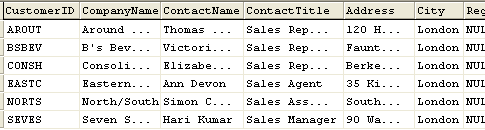 CustomerID CompanyName ContactName ContactTitle Address City Reg
AROUT Around ... Thomas ... Sales Rep... 120 H... London NUL
BSBEV B's Bev... Victori... Sales Rep... Faunt... London NUL
CONSH Consoli... Elizabe... Sales Rep... Berke... London NUL
EASTC Eastern... Ann Devon Sales Agent 35 Ki... London NUL
NORTS North/South Simon C... Sales Ass... South... London NUL
SEVES Seven S... Hari Kumar Sales Manager 90 Wa... London NUL